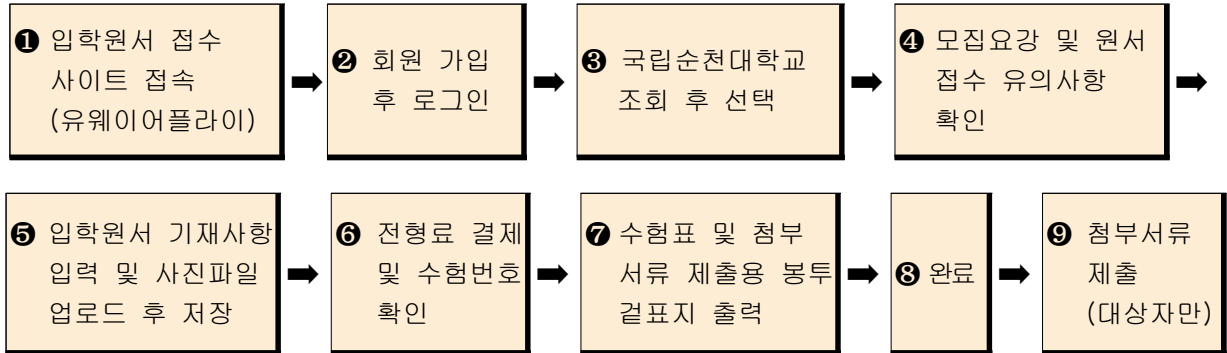 ❶ 입학원서 접수
사이트 접속
(유웨이어플라이)
❷ 회원 가입
후 로그인
❸ 국립순천대학교
조회 후 선택
❹ 모집요강 및 원서
접수 유의사항
확인
❺ 입학원서 기재사항
입력 및 사진파일
업로드 후 저장
❻ 전형료 결제
및 수험번호
확인
❼ 수험표 및 첨부
서류 제출용 봉투
겉표지 출력
❽ 완료
❾ 첨부서류
제출
(대상자만)